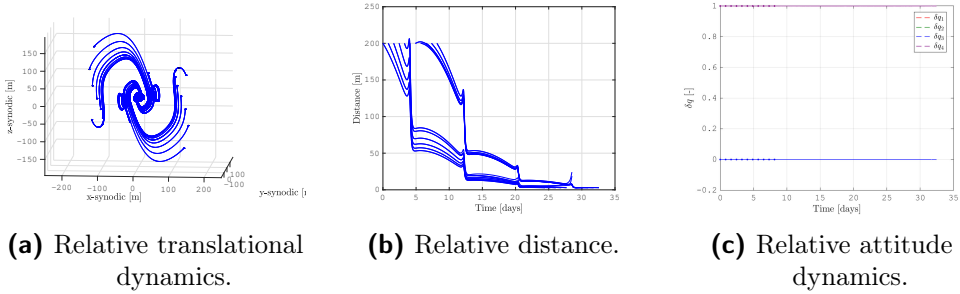 150
100
50
0
−50
−100
−150
z-synodic [m]
−200
−100
0
100
200
x-synodic [m]
100
0
−100
y-synodic [m
250
200
150
100
50
0
Distance [m]
0
5
10
15
20
25
30
35
Time [days]
1
0.8
0.6
0.4
0.2
0
−0.2
δq [-]
0
5
10
15
20
25
30
35
Time [days]
δq₁
δq₂
δq₃
δq₄
(a) Relative translational
dynamics.
(b) Relative distance.
(c) Relative attitude
dynamics.